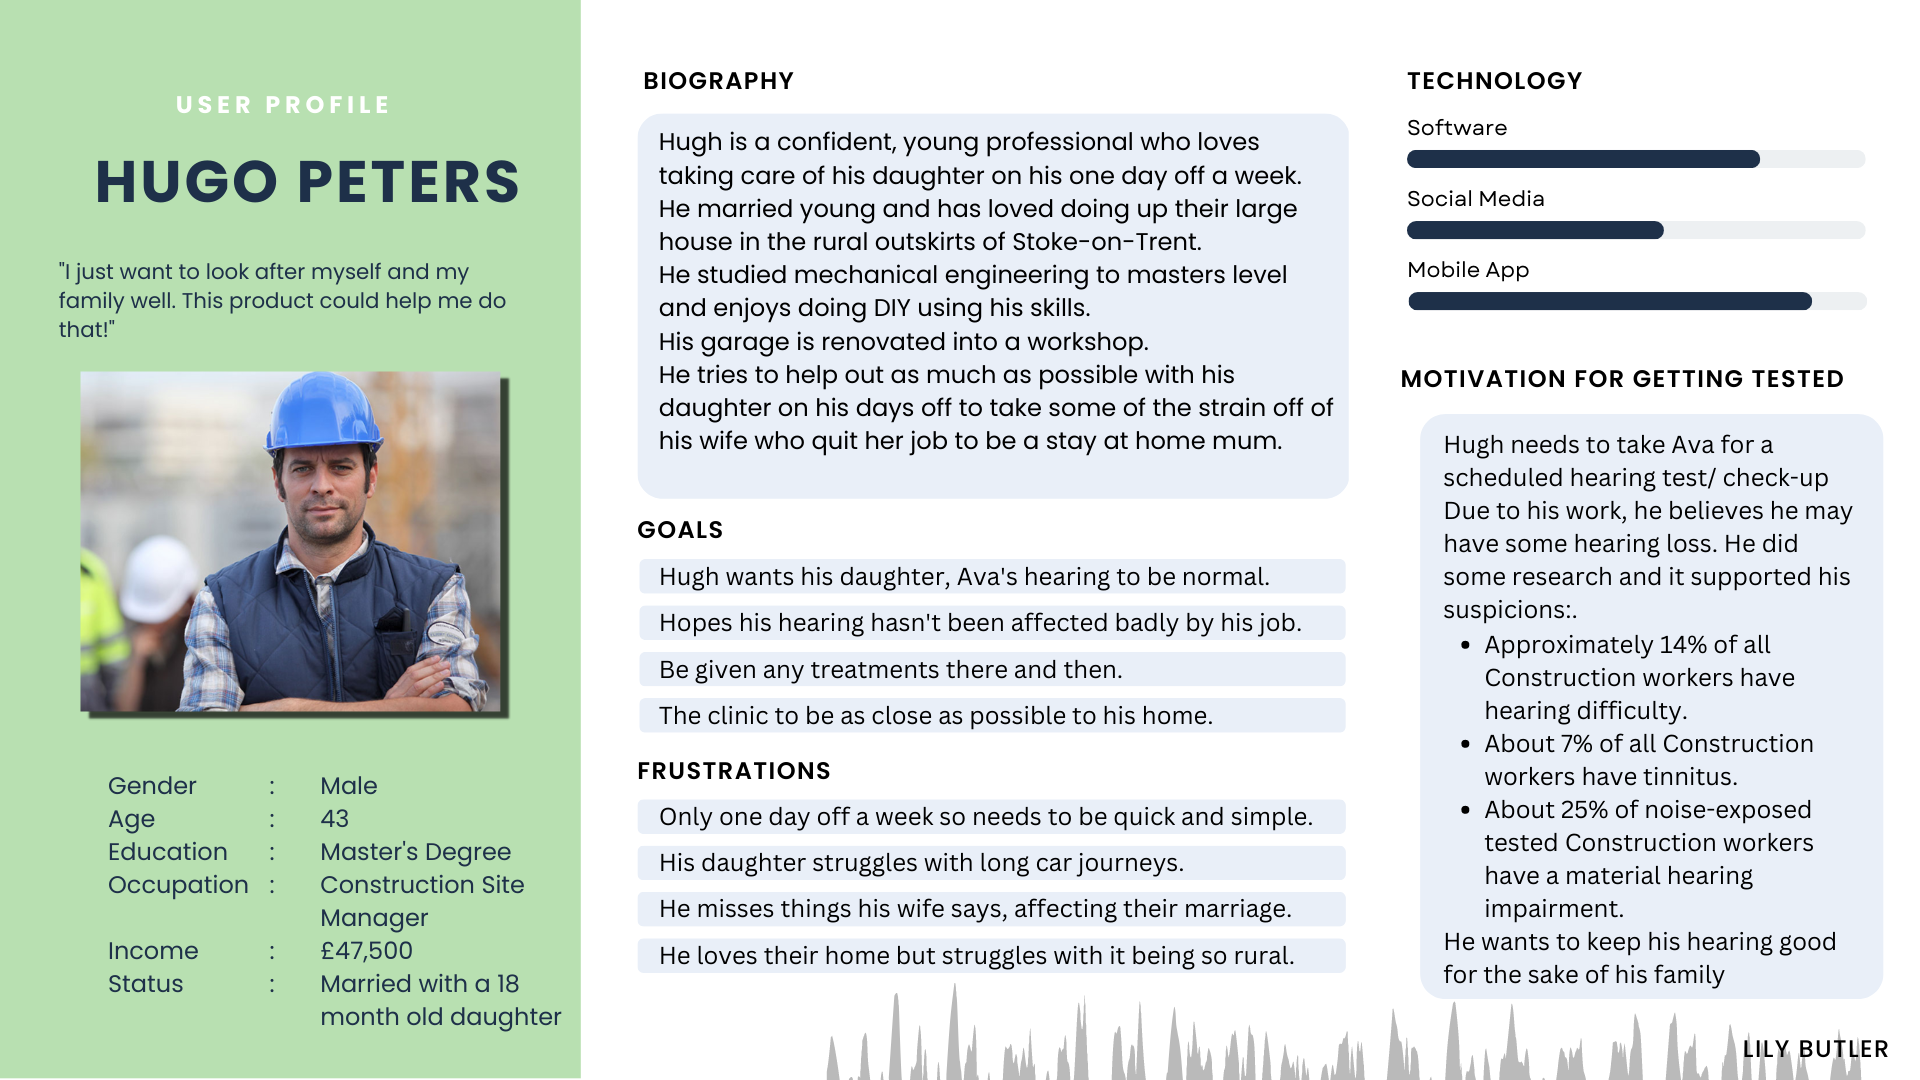 USER PROFILE
HUGO PETERS
"I just want to look after myself and my
family well. This product could help me do
that!"
Gender : Male
Age : 43
Education : Master's Degree
Occupation : Construction Site
Manager
Income : £47,500
Status : Married with a 18
month old daughter
BIOGRAPHY
Hugh is a confident, young professional who loves
taking care of his daughter on his one day off a week.
He married young and has loved doing up their large
house in the rural outskirts of Stoke-on-Trent.
He studied mechanical engineering to masters level
and enjoys doing DIY using his skills.
His garage is renovated into a workshop.
He tries to help out as much as possible with his
daughter on his days off to take some of the strain off of
his wife who quit her job to be a stay at home mum.
GOALS
Hugh wants his daughter, Ava's hearing to be normal.
Hopes his hearing hasn't been affected badly by his job.
Be given any treatments there and then.
The clinic to be as close as possible to his home.
FRUSTRATIONS
Only one day off a week so needs to be quick and simple.
His daughter struggles with long car journeys.
He misses things his wife says, affecting their marriage.
He loves their home but struggles with it being so rural.
TECHNOLOGY
Software
Social Media
Mobile App
MOTIVATION FOR GETTING TESTED
Hugh needs to take Ava for a
scheduled hearing test/ check-up
Due to his work, he believes he may
have some hearing loss. He did
some research and it supported his
suspicions:.
• Approximately 14% of all
Construction workers have
hearing difficulty.
• About 7% of all Construction
workers have tinnitus.
• About 25% of noise-exposed
tested Construction workers
have a material hearing
impairment.
He wants to keep his hearing good
for the sake of his family
LILY BUTLER